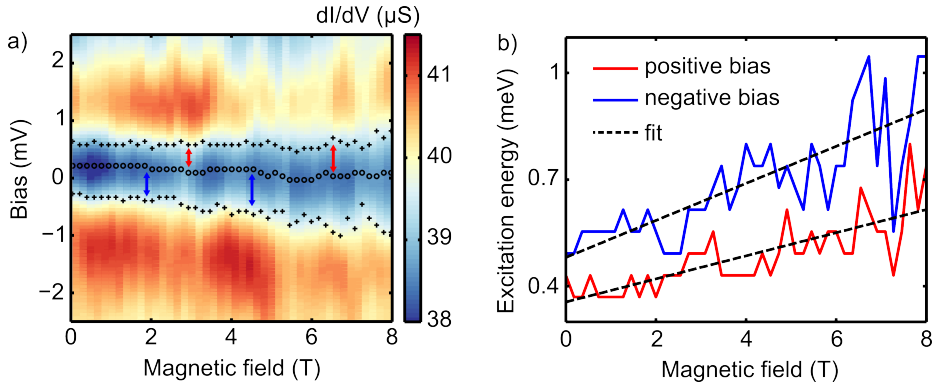 dI/dV (µS)
a)
Bias (mV)
2
1
0
−1
−2
0
2
4
6
8
Magnetic field (T)
41
40
39
38
b)
Excitation energy (meV)
1
0.7
0.4
positive bias
negative bias
fit
0
2
4
6
8
Magnetic field (T)